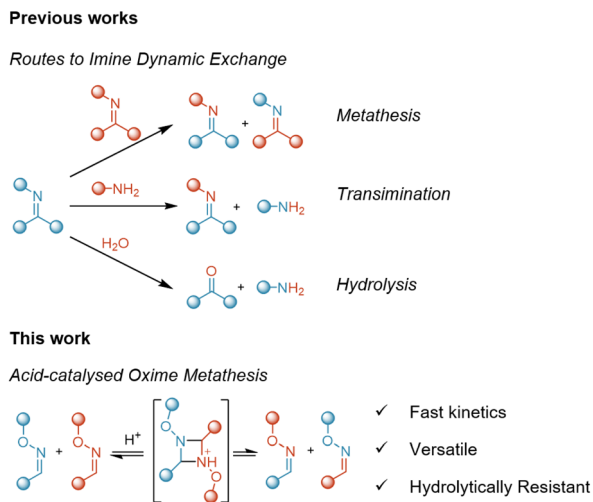 Previous works
Routes to Imine Dynamic Exchange
N
N
N
+
Metathesis
N
NH2
N
+
NH2
Transimination
H2O
O
+
NH2
Hydrolysis
This work
Acid-catalysed Oxime Metathesis
O
N
+
O
N
H+
O
N
NH
+
O
O
N
+
O
N
✓ Fast kinetics
✓ Versatile
✓ Hydrolytically Resistant